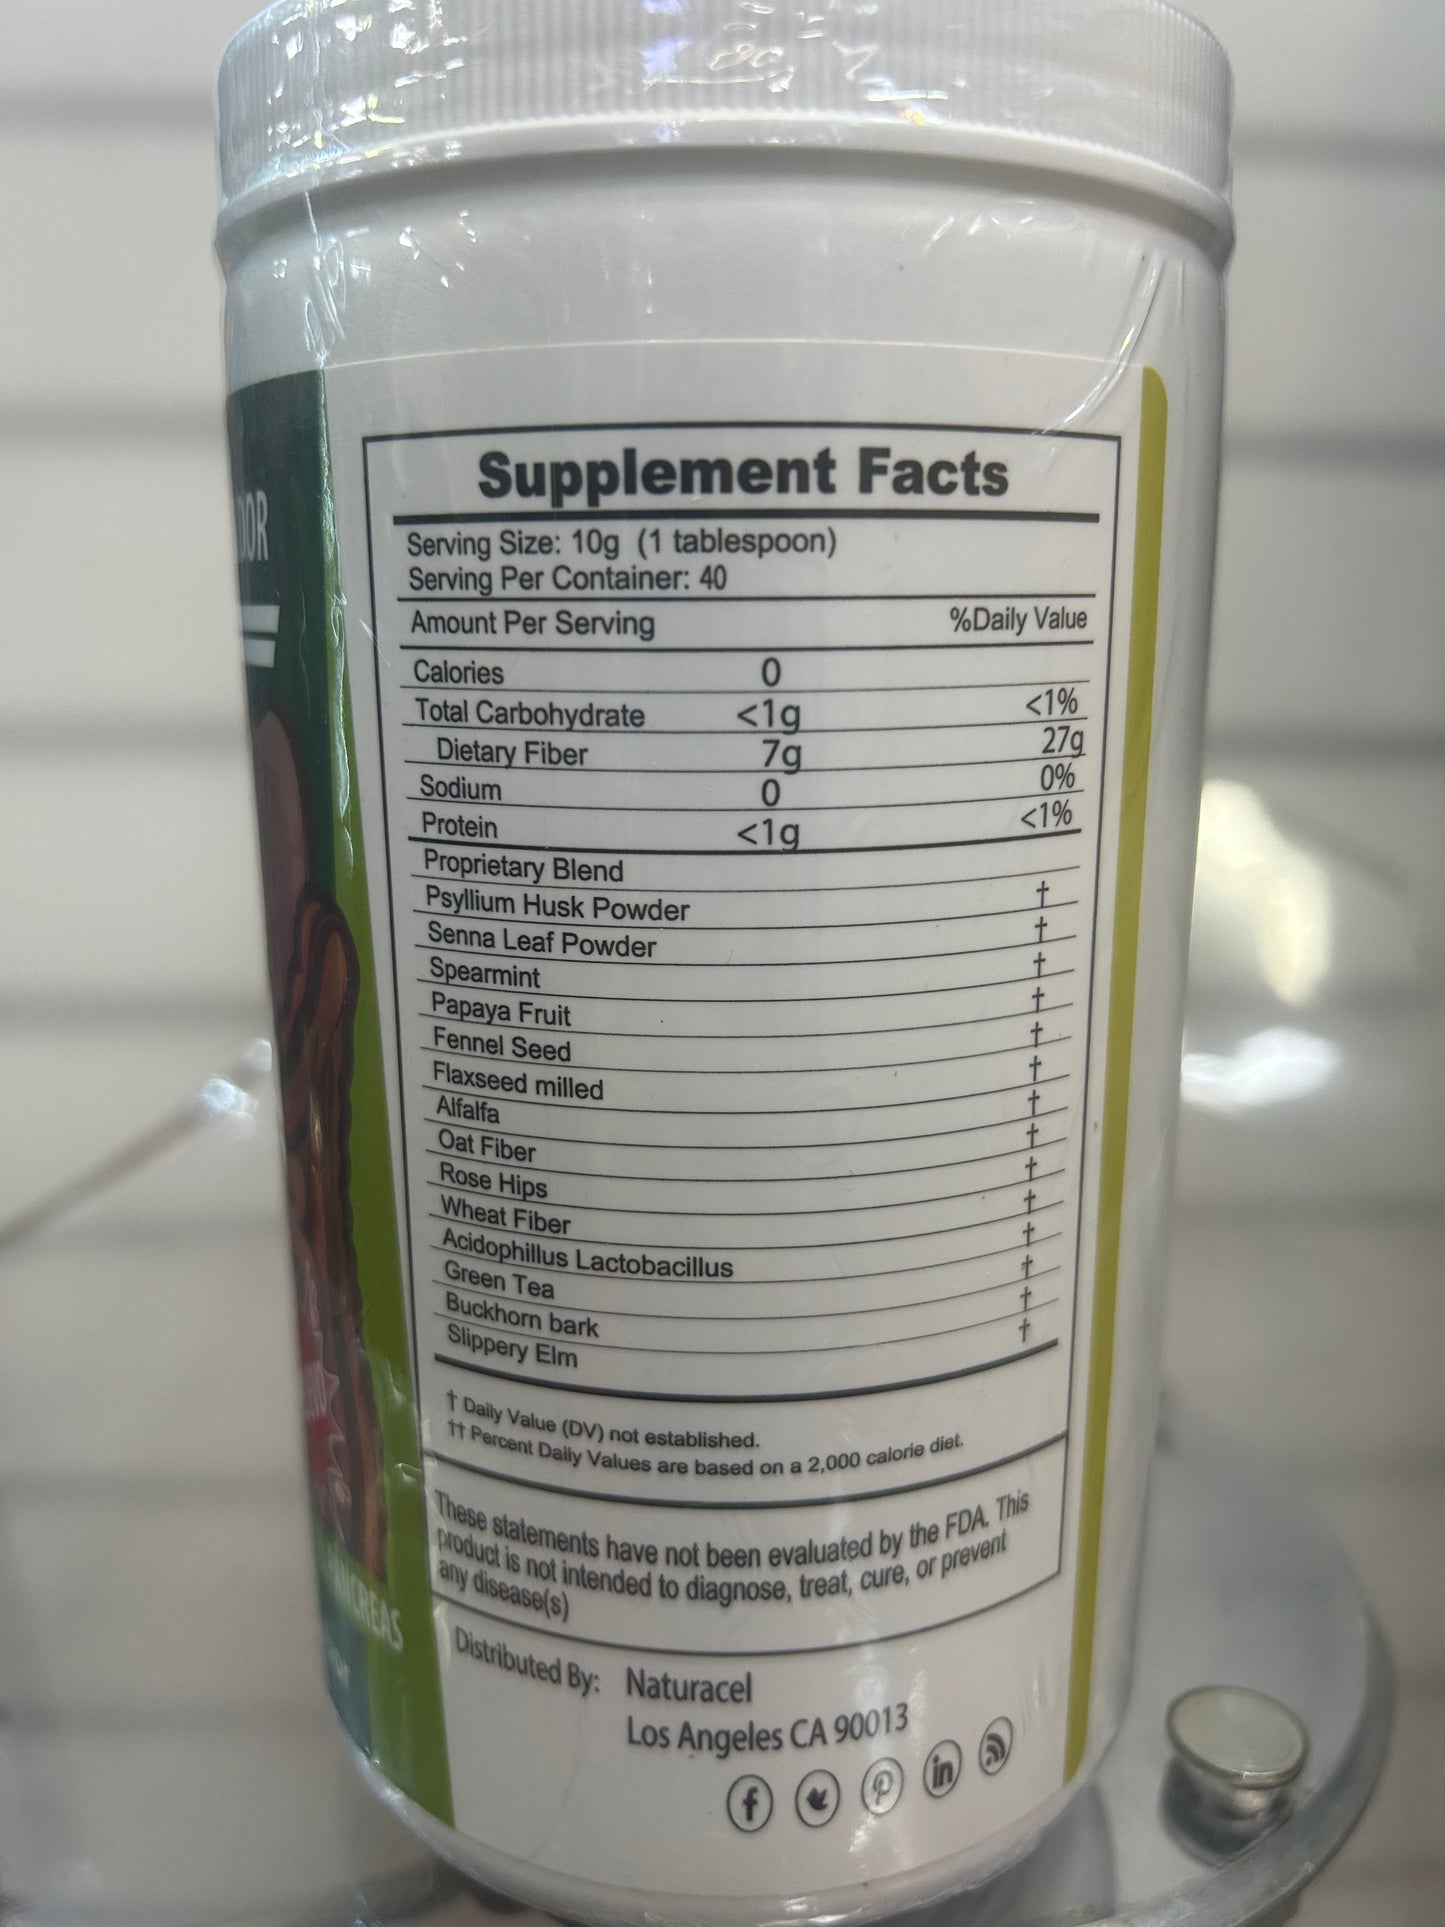 DOR
Supplement Facts
Serving Size: 10g (1 tablespoon)
Serving Per Container: 40
Amount Per Serving %Daily Value
Calories 0
Total Carbohydrate <1g <1%
Dietary Fiber 7g 27g
Sodium 0 0%
Protein <1g <1%
Proprietary Blend
Psyllium Husk Powder †
Senna Leaf Powder †
Spearmint †
Papaya Fruit †
Fennel Seed †
Flaxseed milled †
Alfalfa †
Oat Fiber †
Rose Hips †
Wheat Fiber †
Acidophillus Lactobacillus †
Green Tea †
Buckhorn bark †
Slippery Elm †
† Daily Value (DV) not established.
†† Percent Daily Values are based on a 2,000 calorie diet.
These statements have not been evaluated by the FDA. This
product is not intended to diagnose, treat, cure, or prevent
any disease(s)
Distributed By: Naturacel
Los Angeles CA 90013